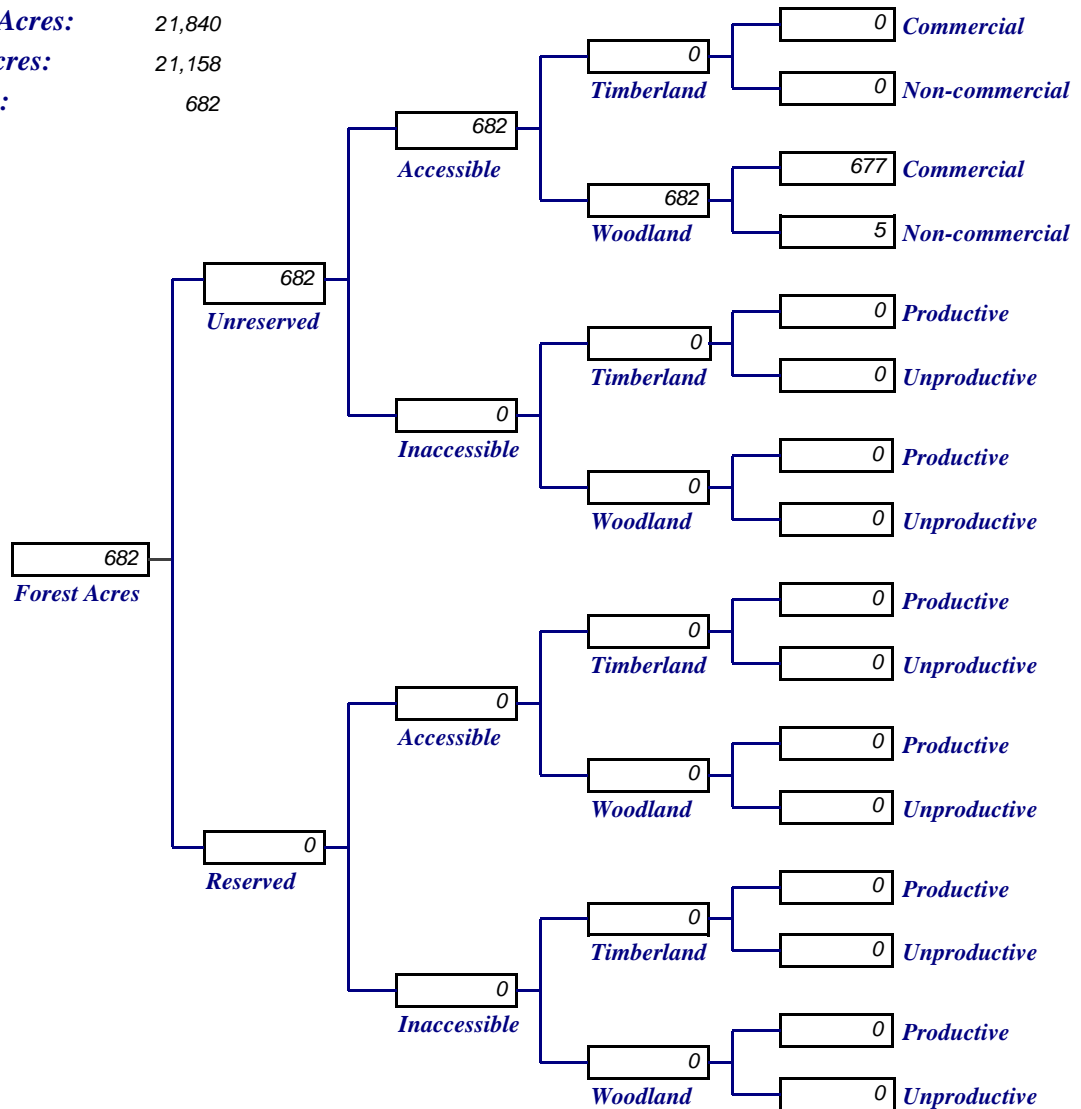 Acres: 21,840
cres: 21,158
: 682
0 Commercial
0
Timberland
0 Non-commercial
682
Accessible
677 Commercial
682
Woodland
5 Non-commercial
682
Unreserved
0 Productive
0
Timberland
0 Unproductive
0
Inaccessible
0 Productive
0
Woodland
0 Unproductive
682
Forest Acres
0 Productive
0
Timberland
0 Unproductive
0
Accessible
0 Productive
0
Woodland
0 Unproductive
0
Reserved
0 Productive
0
Timberland
0 Unproductive
0
Inaccessible
0 Productive
0
Woodland
0 Unproductive